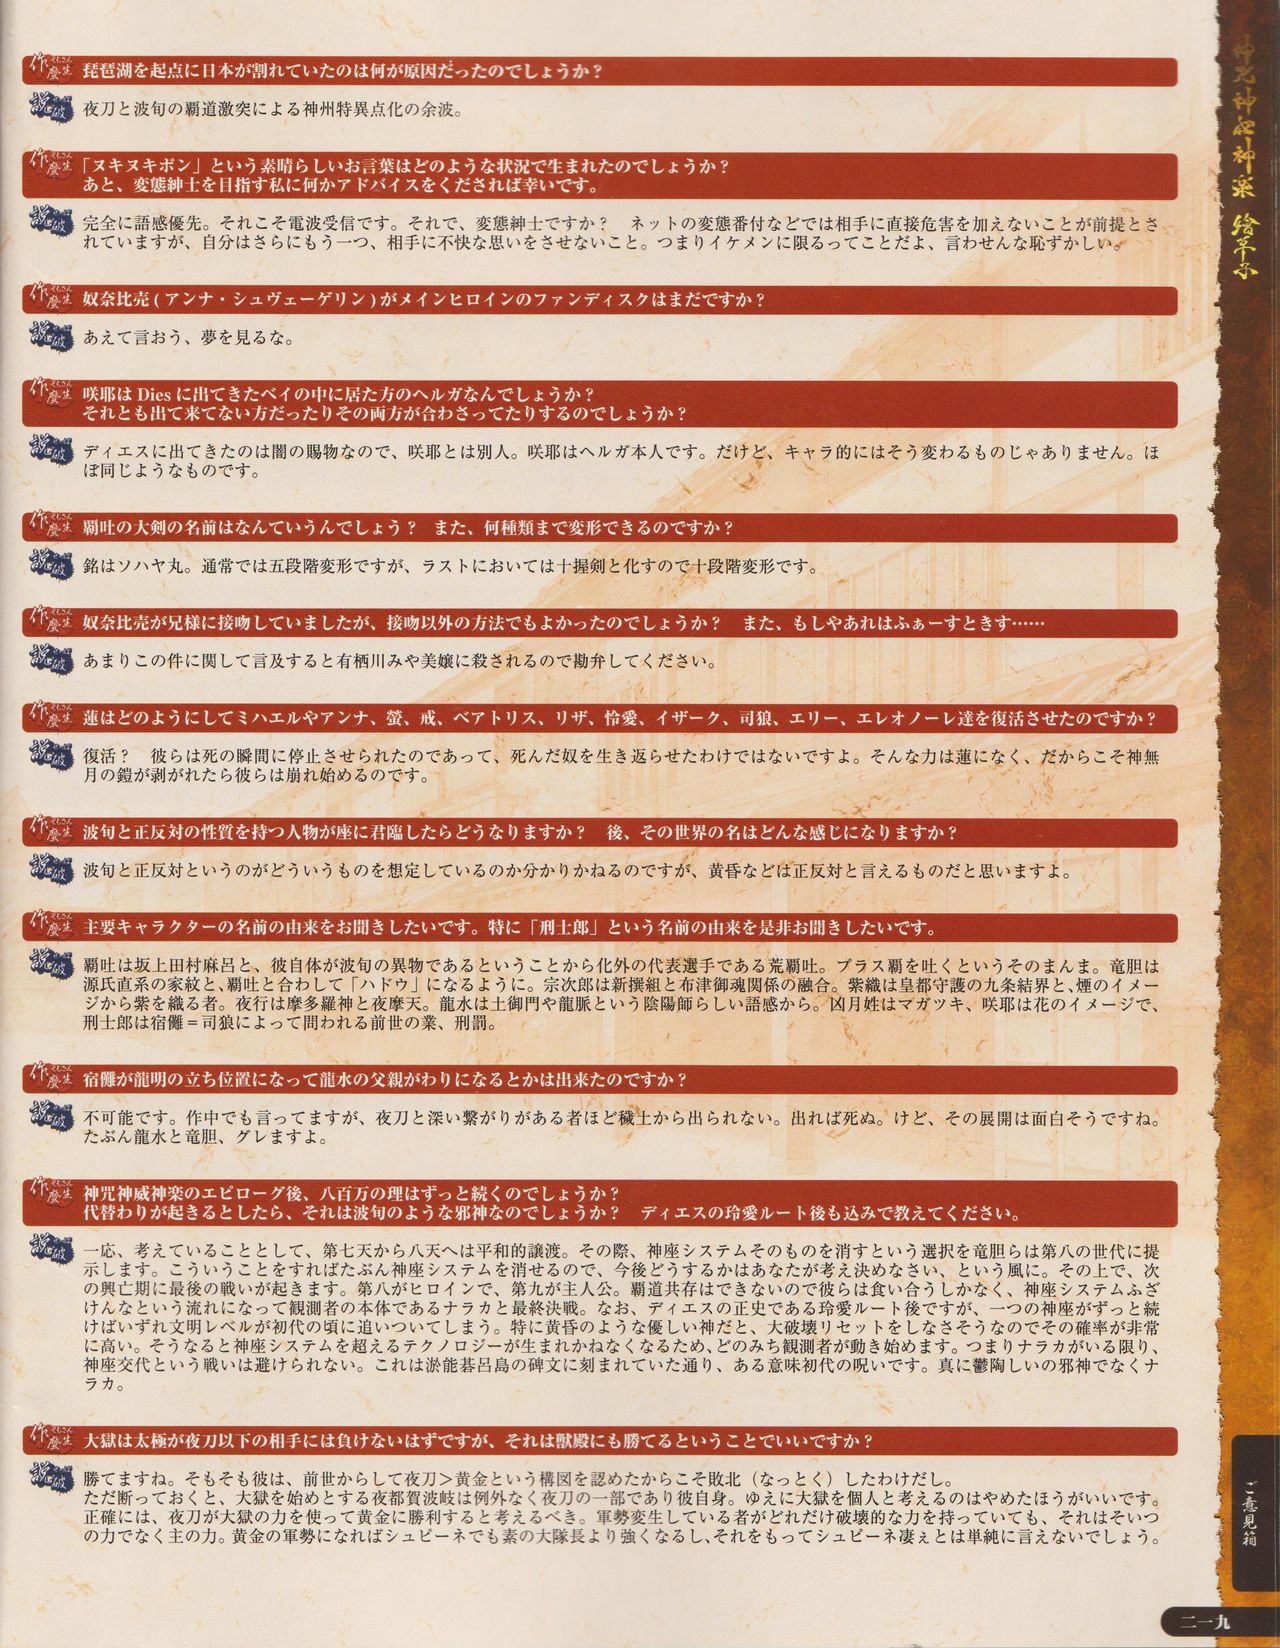 神咒神威神楽 繪草子
作麼生 そもさん
琵琶湖を起点に日本が割れていたのは何が原因だったのでしょうか？
説破
夜刀と波旬の覇道激突による神州特異点化の余波。
作麼生 そもさん
「ヌキヌキポン」という素晴らしいお言葉はどのような状況で生まれたのでしょうか？
あと、変態紳士を目指す私に何かアドバイスをくだされば幸いです。
説破
完全に語感優先。それこそ電波受信です。それで、変態紳士ですか？　ネットの変態番付などでは相手に直接危害を加えないことが前提とさ
れていますが、自分はさらにもう一つ、相手に不快な思いをさせないこと。つまりイケメンに限るってことだよ、言わせんな恥ずかしい。
作麼生 そもさん
奴奈比売(アンナ・シュヴェーゲリン)がメインヒロインのファンディスクはまだですか？
説破
あえて言おう、夢を見るな。
作麼生 そもさん
咲耶は Dies に出てきたベイの中に居た方のヘルガなんでしょうか？
それとも出て来てない方だったりその両方が合わさってたりするのでしょうか？
説破
ディエスに出てきたのは闇の賜物なので、咲耶とは別人。咲耶はヘルガ本人です。だけど、キャラ的にはそう変わるものじゃありません。ほ
ぼ同じようなものです。
作麼生 そもさん
覇吐の大剣の名前はなんていうんでしょう？　また、何種類まで変形できるのですか？
説破
銘はソハヤ丸。通常では五段階変形ですが、ラストにおいては十握剣と化すので十段階変形です。
作麼生 そもさん
奴奈比売が兄様に接吻していましたが、接吻以外の方法でもよかったのでしょうか？　また、もしやあれはふぁーすときす……
説破
あまりこの件に関して言及すると有栖川みや美嬢に殺されるので勘弁してください。
作麼生 そもさん
蓮はどのようにしてミハエルやアンナ、螢、戒、ベアトリス、リザ、怜愛、イザーク、司狼、エリー、エレオノーレ達を復活させたのですか？
説破
復活？　彼らは死の瞬間に停止させられたのであって、死んだ奴を生き返らせたわけではないですよ。そんな力は蓮になく、だからこそ神無
月の鎧が剥がれたら彼らは崩れ始めるのです。
作麼生 そもさん
波旬と正反対の性質を持つ人物が座に君臨したらどうなりますか？　後、その世界の名はどんな感じになりますか？
説破
波旬と正反対というのがどういうものを想定しているのか分かりかねるのですが、黄昏などは正反対と言えるものだと思いますよ。
作麼生 そもさん
主要キャラクターの名前の由来をお聞きしたいです。特に「刑士郎」という名前の由来を是非お聞きしたいです。
説破
覇吐は坂上田村麻呂と、彼自体が波旬の異物であるということから化外の代表選手である荒覇吐。プラス覇を吐くというそのまんま。竜胆は
源氏直系の家紋と、覇吐と合わして「ハドウ」になるように。宗次郎は新撰組と布津御魂関係の融合。紫織は皇都守護の九条結界と、煙のイメー
ジから紫を織る者。夜行は摩多羅神と夜摩天。龍水は土御門や龍脈という陰陽師らしい語感から。凶月姓はマガツキ、咲耶は花のイメージで、
刑士郎は宿儺＝司狼によって問われる前世の業、刑罰。
作麼生 そもさん
宿儺が龍明の立ち位置になって龍水の父親がわりになるとかは出来たのですか？
説破
不可能です。作中でも言ってますが、夜刀と深い繋がりがある者ほど穢土から出られない。出れば死ぬ。けど、その展開は面白そうですね。
たぶん龍水と竜胆、グレますよ。
作麼生 そもさん
神咒神威神楽のエピローグ後、八百万の理はずっと続くのでしょうか？
代替わりが起きるとしたら、それは波旬のような邪神なのでしょうか？　ディエスの玲愛ルート後も込みで教えてください。
説破
一応、考えていることとして、第七天から八天へは平和的譲渡。その際、神座システムそのものを消すという選択を竜胆らは第八の世代に提
示します。こういうことをすればたぶん神座システムを消せるので、今後どうするかはあなたが考え決めなさい、という風に。その上で、次
の興亡期に最後の戦いが起きます。第八がヒロインで、第九が主人公。覇道共存はできないので彼らは食い合うしかなく、神座システムふざ
けんなという流れになって観測者の本体であるナラカと最終決戦。なお、ディエスの正史である玲愛ルート後ですが、一つの神座がずっと続
けばいずれ文明レベルが初代の頃に追いついてしまう。特に黄昏のような優しい神だと、大破壊リセットをしなさそうなのでその確率が非常
に高い。そうなると神座システムを超えるテクノロジーが生まれかねなくなるため、どのみち観測者が動き始めます。つまりナラカがいる限り、
神座交代という戦いは避けられない。これは淤能碁呂島の碑文に刻まれていた通り、ある意味初代の呪いです。真に鬱陶しいの邪神でなくナ
ラカ。
作麼生 そもさん
大獄は太極が夜刀以下の相手には負けないはずですが、それは獣殿にも勝てるということでいいですか？
説破
勝てますね。そもそも彼は、前世からして夜刀＞黄金という構図を認めたからこそ敗北（なっとく）したわけだし。
ただ断っておくと、大獄を始めとする夜都賀波岐は例外なく夜刀の一部であり彼自身。ゆえに大獄を個人と考えるのはやめたほうがいいです。
正確には、夜刀が大獄の力を使って黄金に勝利すると考えるべき。軍勢変生している者がどれだけ破壊的な力を持っていても、それはそいつ
の力でなく主の力。黄金の軍勢になればシュピーネでも素の大隊長より強くなるし、それをもってシュピーネ凄ぇとは単純に言えないでしょう。
ご意見箱
二一九